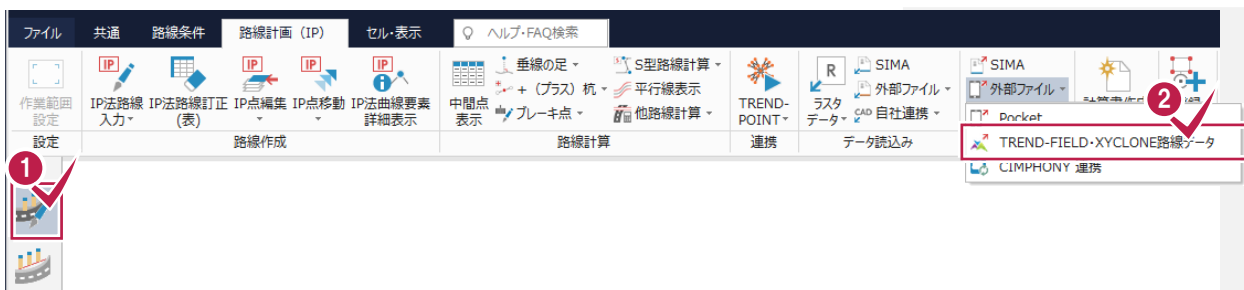 ファイル 共通 路線条件 路線計画（IP） セル・表示 ヘルプ・FAQ検索
IP IP IP IP 垂線の足 S型路線計算 R SIMA SIMA
作業範囲 IP法路線 IP法路線訂正 IP点編集 IP点移動 IP法曲線要素 中間点 +（プラス）杭 平行線表示 TREND- ラスタ 外部ファイル 外部ファイル
設定 入力 (表) 詳細表示 表示 ブレーキ点 他路線計算 POINT データ CAD 自社連携 Pocket
設定 路線作成 路線計算 連携 データ読込み TREND-FIELD・XYCLONE路線データ
CIMPHONY 連携
1
2